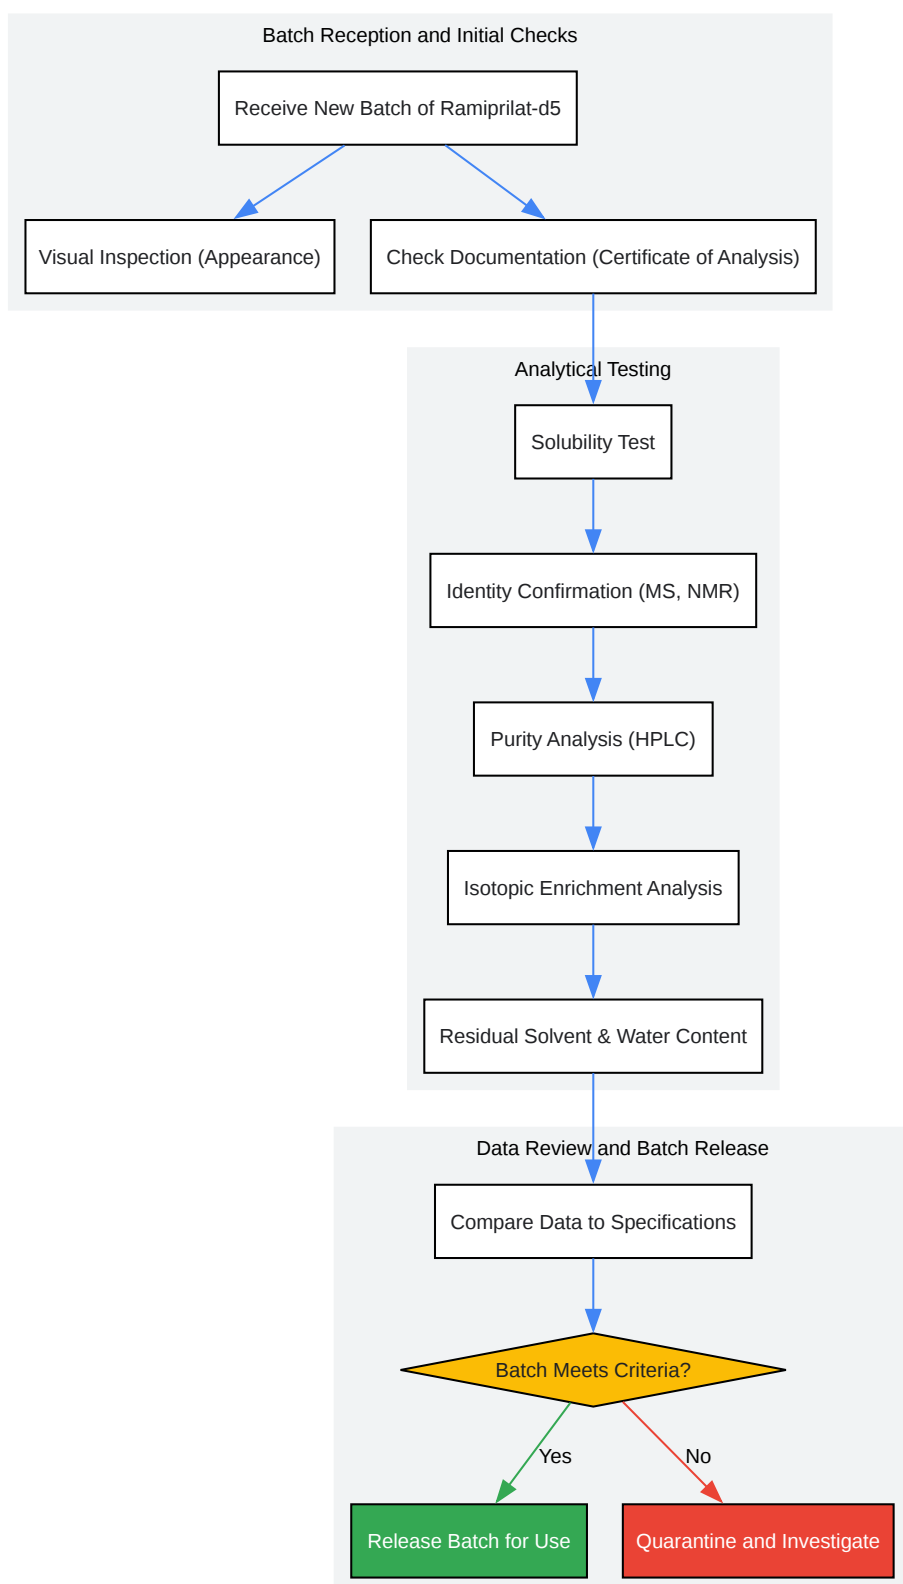 Batch Reception and Initial Checks
Receive New Batch of Ramiprilat-d5
Visual Inspection (Appearance)
Check Documentation (Certificate of Analysis)
Analytical Testing
Solubility Test
Identity Confirmation (MS, NMR)
Purity Analysis (HPLC)
Isotopic Enrichment Analysis
Residual Solvent & Water Content
Data Review and Batch Release
Compare Data to Specifications
Batch Meets Criteria?
Yes
No
Release Batch for Use
Quarantine and Investigate